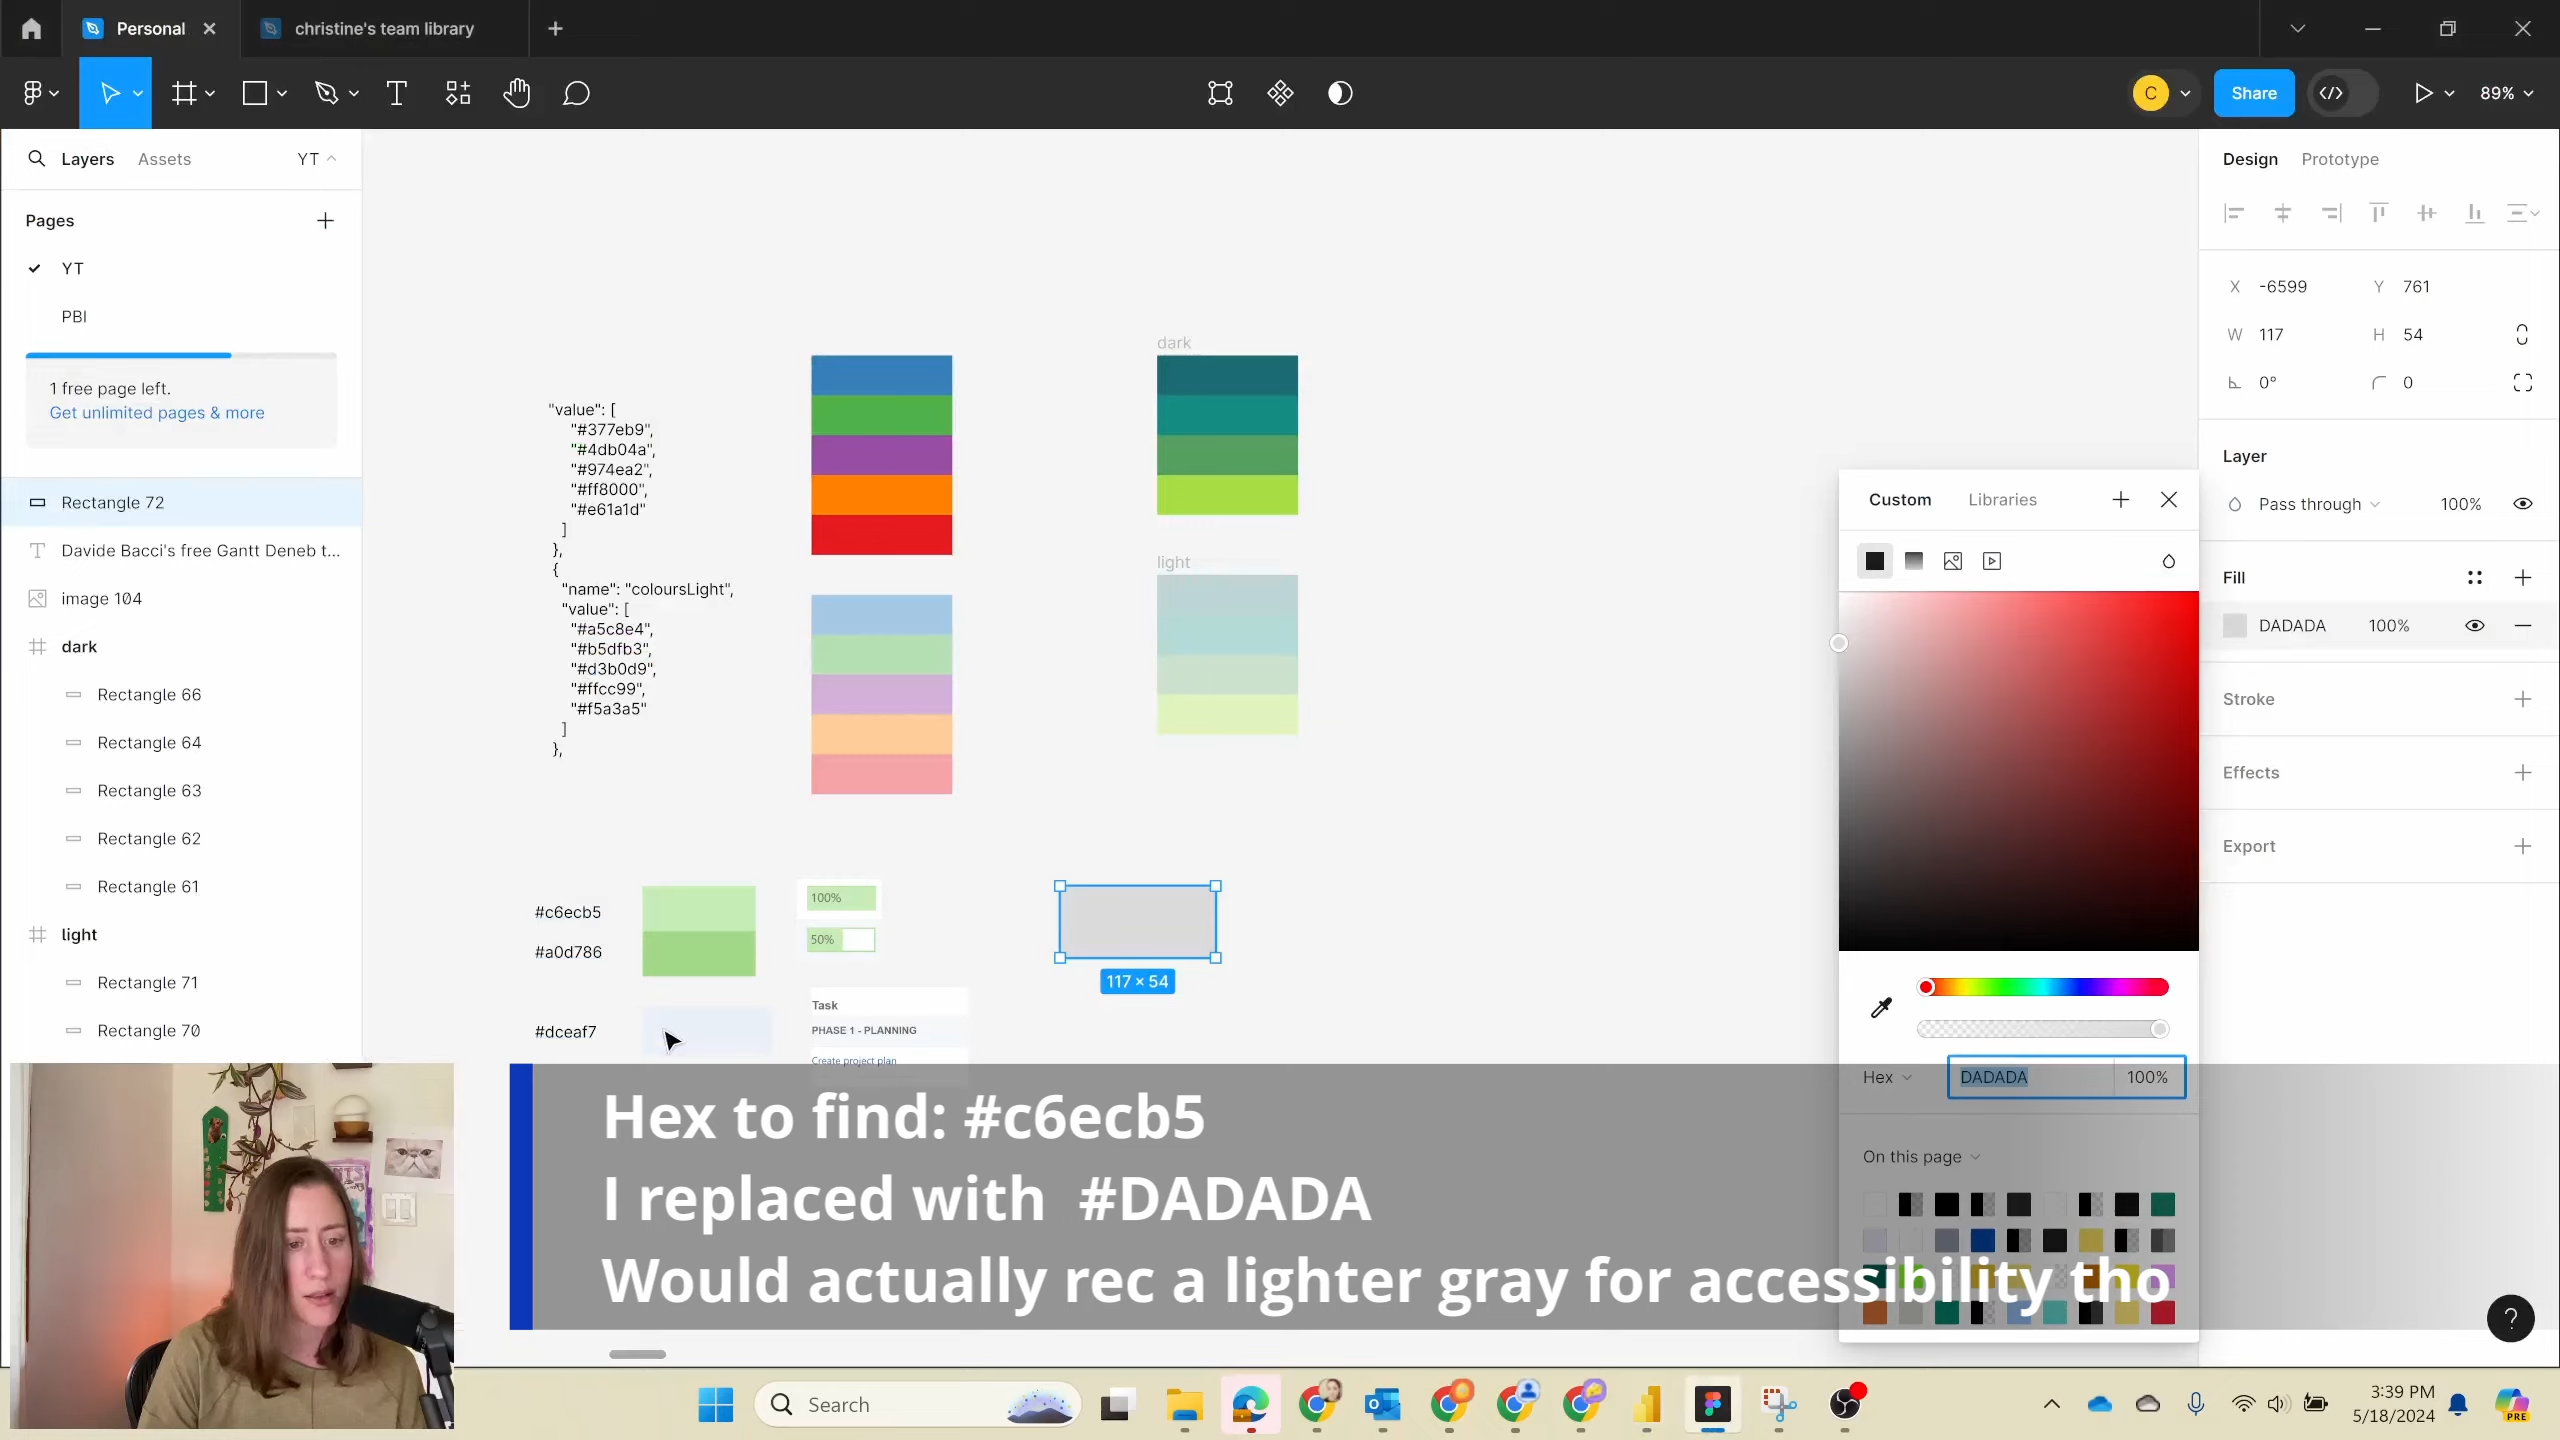 Personal
christine's team library
C
Share
89%
Layers
Assets
YT
Pages
YT
PBI
1 free page left.
Get unlimited pages & more
Rectangle 72
Davide Bacci's free Gantt Deneb t...
image 104
dark
Rectangle 66
Rectangle 64
Rectangle 63
Rectangle 62
Rectangle 61
light
Rectangle 71
Rectangle 70
"value": [
"#377eb9",
"#4db04a",
"#974ea2",
"#ff8000",
"#e61a1d"
]
},
{
"name": "coloursLight",
"value": [
"#a5c8e4",
"#b5dfb3",
"#d3b0d9",
"#ffcc99",
"#f5a3a5"
]
},
dark
light
#c6ecb5
#a0d786
#dceaf7
100%
50%
Task
PHASE 1 - PLANNING
Create project plan
117 × 54
Custom
Libraries
Hex
DADADA
100%
On this page
Design
Prototype
X -6599
Y 761
W 117
H 54
0°
0
Layer
Pass through
100%
Fill
DADADA
100%
Stroke
Effects
Export
Hex to find: #c6ecb5
I replaced with #DADADA
Would actually rec a lighter gray for accessibility tho
?
Search
3:39 PM
5/18/2024
PRE